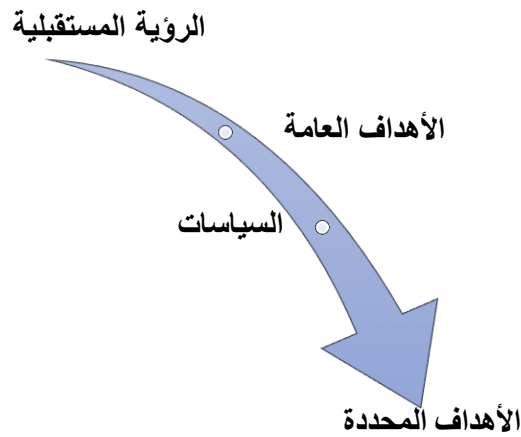 الرؤية المستقبلية
الأهداف العامة
السياسات
الأهداف المحددة